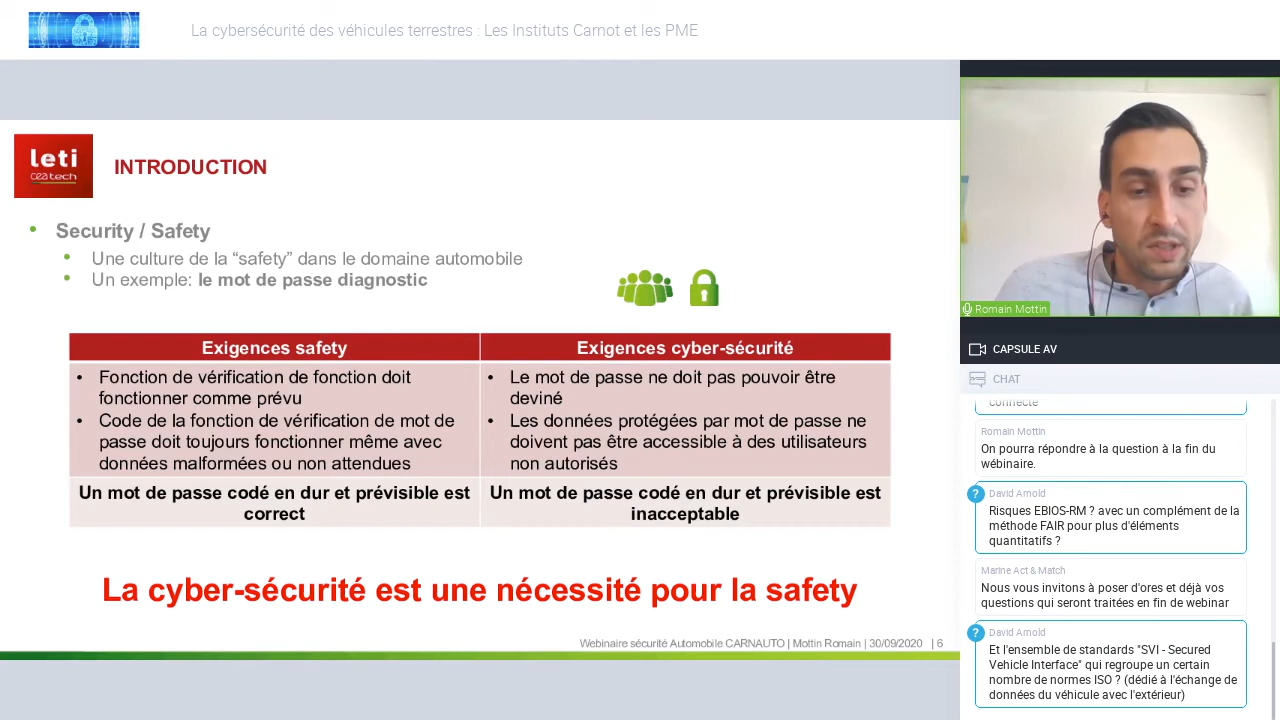 La cybersécurité des véhicules terrestres : Les Instituts Carnot et les PME
leti
ceatech
INTRODUCTION
• Security / Safety
• Une culture de la “safety” dans le domaine automobile
• Un exemple: le mot de passe diagnostic
Exigences safety
• Fonction de vérification de fonction doit
fonctionner comme prévu
• Code de la fonction de vérification de mot de
passe doit toujours fonctionner même avec
données malformées ou non attendues
Un mot de passe codé en dur et prévisible est
correct
Exigences cyber-sécurité
• Le mot de passe ne doit pas pouvoir être
deviné
• Les données protégées par mot de passe ne
doivent pas être accessible à des utilisateurs
non autorisés
Un mot de passe codé en dur et prévisible est
inacceptable
La cyber-sécurité est une nécessité pour la safety
Webinaire sécurité Automobile CARNAUTO | Mottin Romain | 30/09/2020 | 6
Romain Mottin
CAPSULE AV
CHAT
connecté
Romain Mottin
On pourra répondre à la question à la fin du
wébinaire.
?
David Arnold
Risques EBIOS-RM ? avec un complément de la
méthode FAIR pour plus d'éléments
quantitatifs ?
Marine Act & Match
Nous vous invitons à poser d'ores et déjà vos
questions qui seront traitées en fin de webinar
?
David Arnold
Et l'ensemble de standards "SVI - Secured
Vehicle Interface" qui regroupe un certain
nombre de normes ISO ? (dédié à l'échange de
données du véhicule avec l'extérieur)